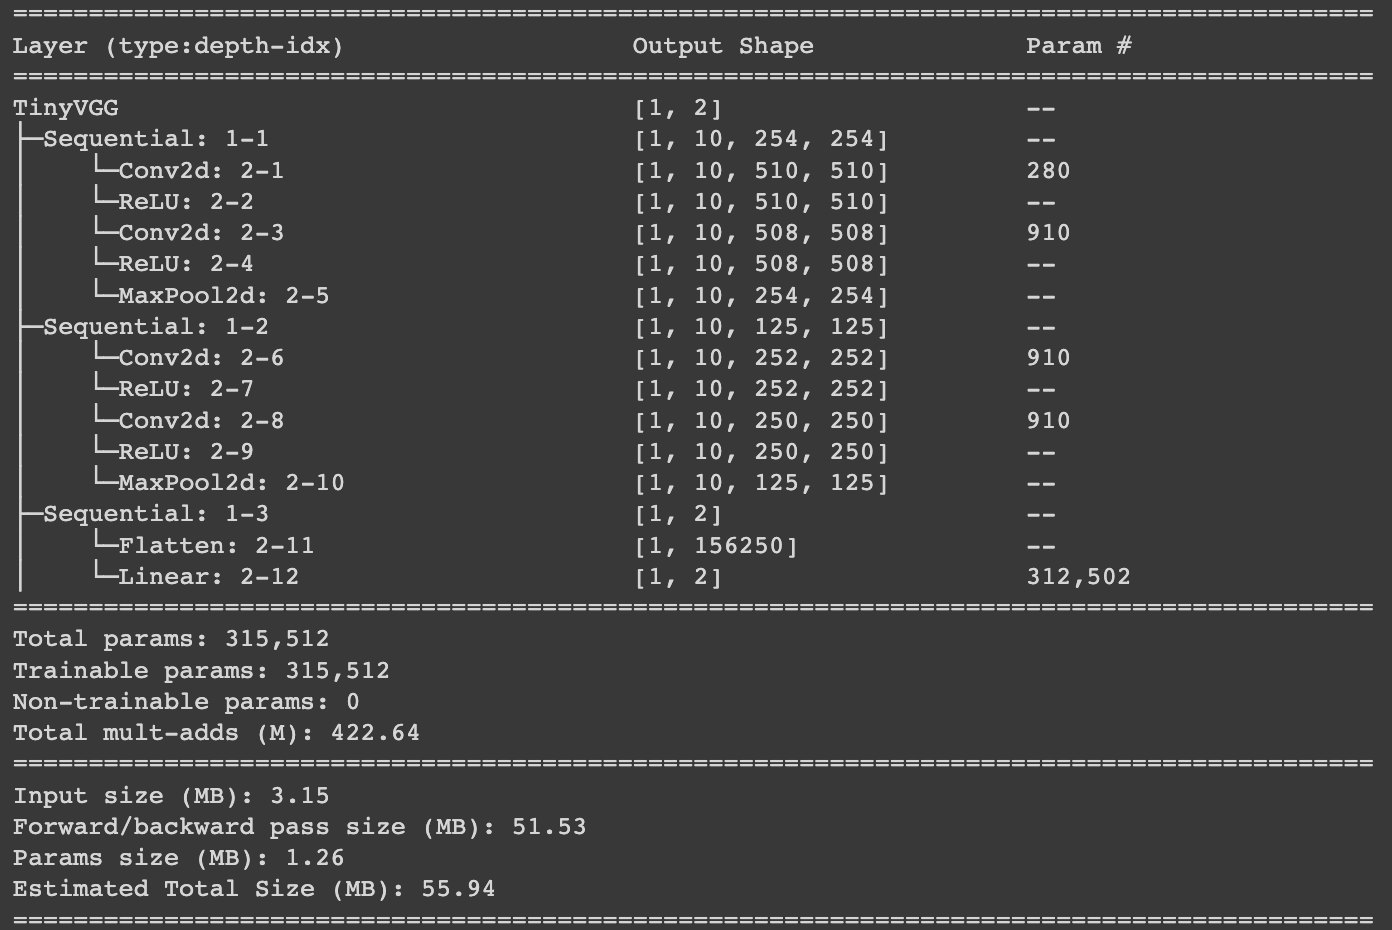 ==========================================================================================
Layer (type:depth-idx)                   Output Shape              Param #
==========================================================================================
TinyVGG                                  [1, 2]                    --
├─Sequential: 1-1                        [1, 10, 254, 254]         --
│    └─Conv2d: 2-1                       [1, 10, 510, 510]         280
│    └─ReLU: 2-2                         [1, 10, 510, 510]         --
│    └─Conv2d: 2-3                       [1, 10, 508, 508]         910
│    └─ReLU: 2-4                         [1, 10, 508, 508]         --
│    └─MaxPool2d: 2-5                    [1, 10, 254, 254]         --
├─Sequential: 1-2                        [1, 10, 125, 125]         --
│    └─Conv2d: 2-6                       [1, 10, 252, 252]         910
│    └─ReLU: 2-7                         [1, 10, 252, 252]         --
│    └─Conv2d: 2-8                       [1, 10, 250, 250]         910
│    └─ReLU: 2-9                         [1, 10, 250, 250]         --
│    └─MaxPool2d: 2-10                   [1, 10, 125, 125]         --
├─Sequential: 1-3                        [1, 2]                    --
│    └─Flatten: 2-11                     [1, 156250]               --
│    └─Linear: 2-12                      [1, 2]                    312,502
==========================================================================================
Total params: 315,512
Trainable params: 315,512
Non-trainable params: 0
Total mult-adds (M): 422.64
==========================================================================================
Input size (MB): 3.15
Forward/backward pass size (MB): 51.53
Params size (MB): 1.26
Estimated Total Size (MB): 55.94
==========================================================================================